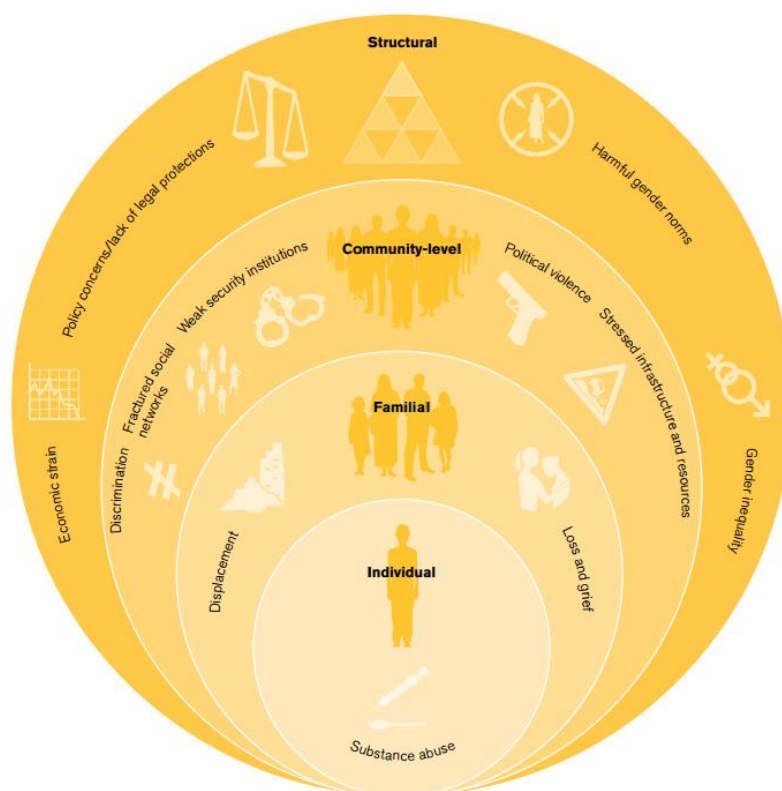 Structural
Policy concerns/lack of legal protections
Harmful gender norms
Economic strain
Gender inequality
Community-level
Weak security institutions
Political violence
Fractured social
networks
Stressed infrastructure and resources
Discrimination
Familial
Displacement
Loss and grief
Individual
Substance abuse